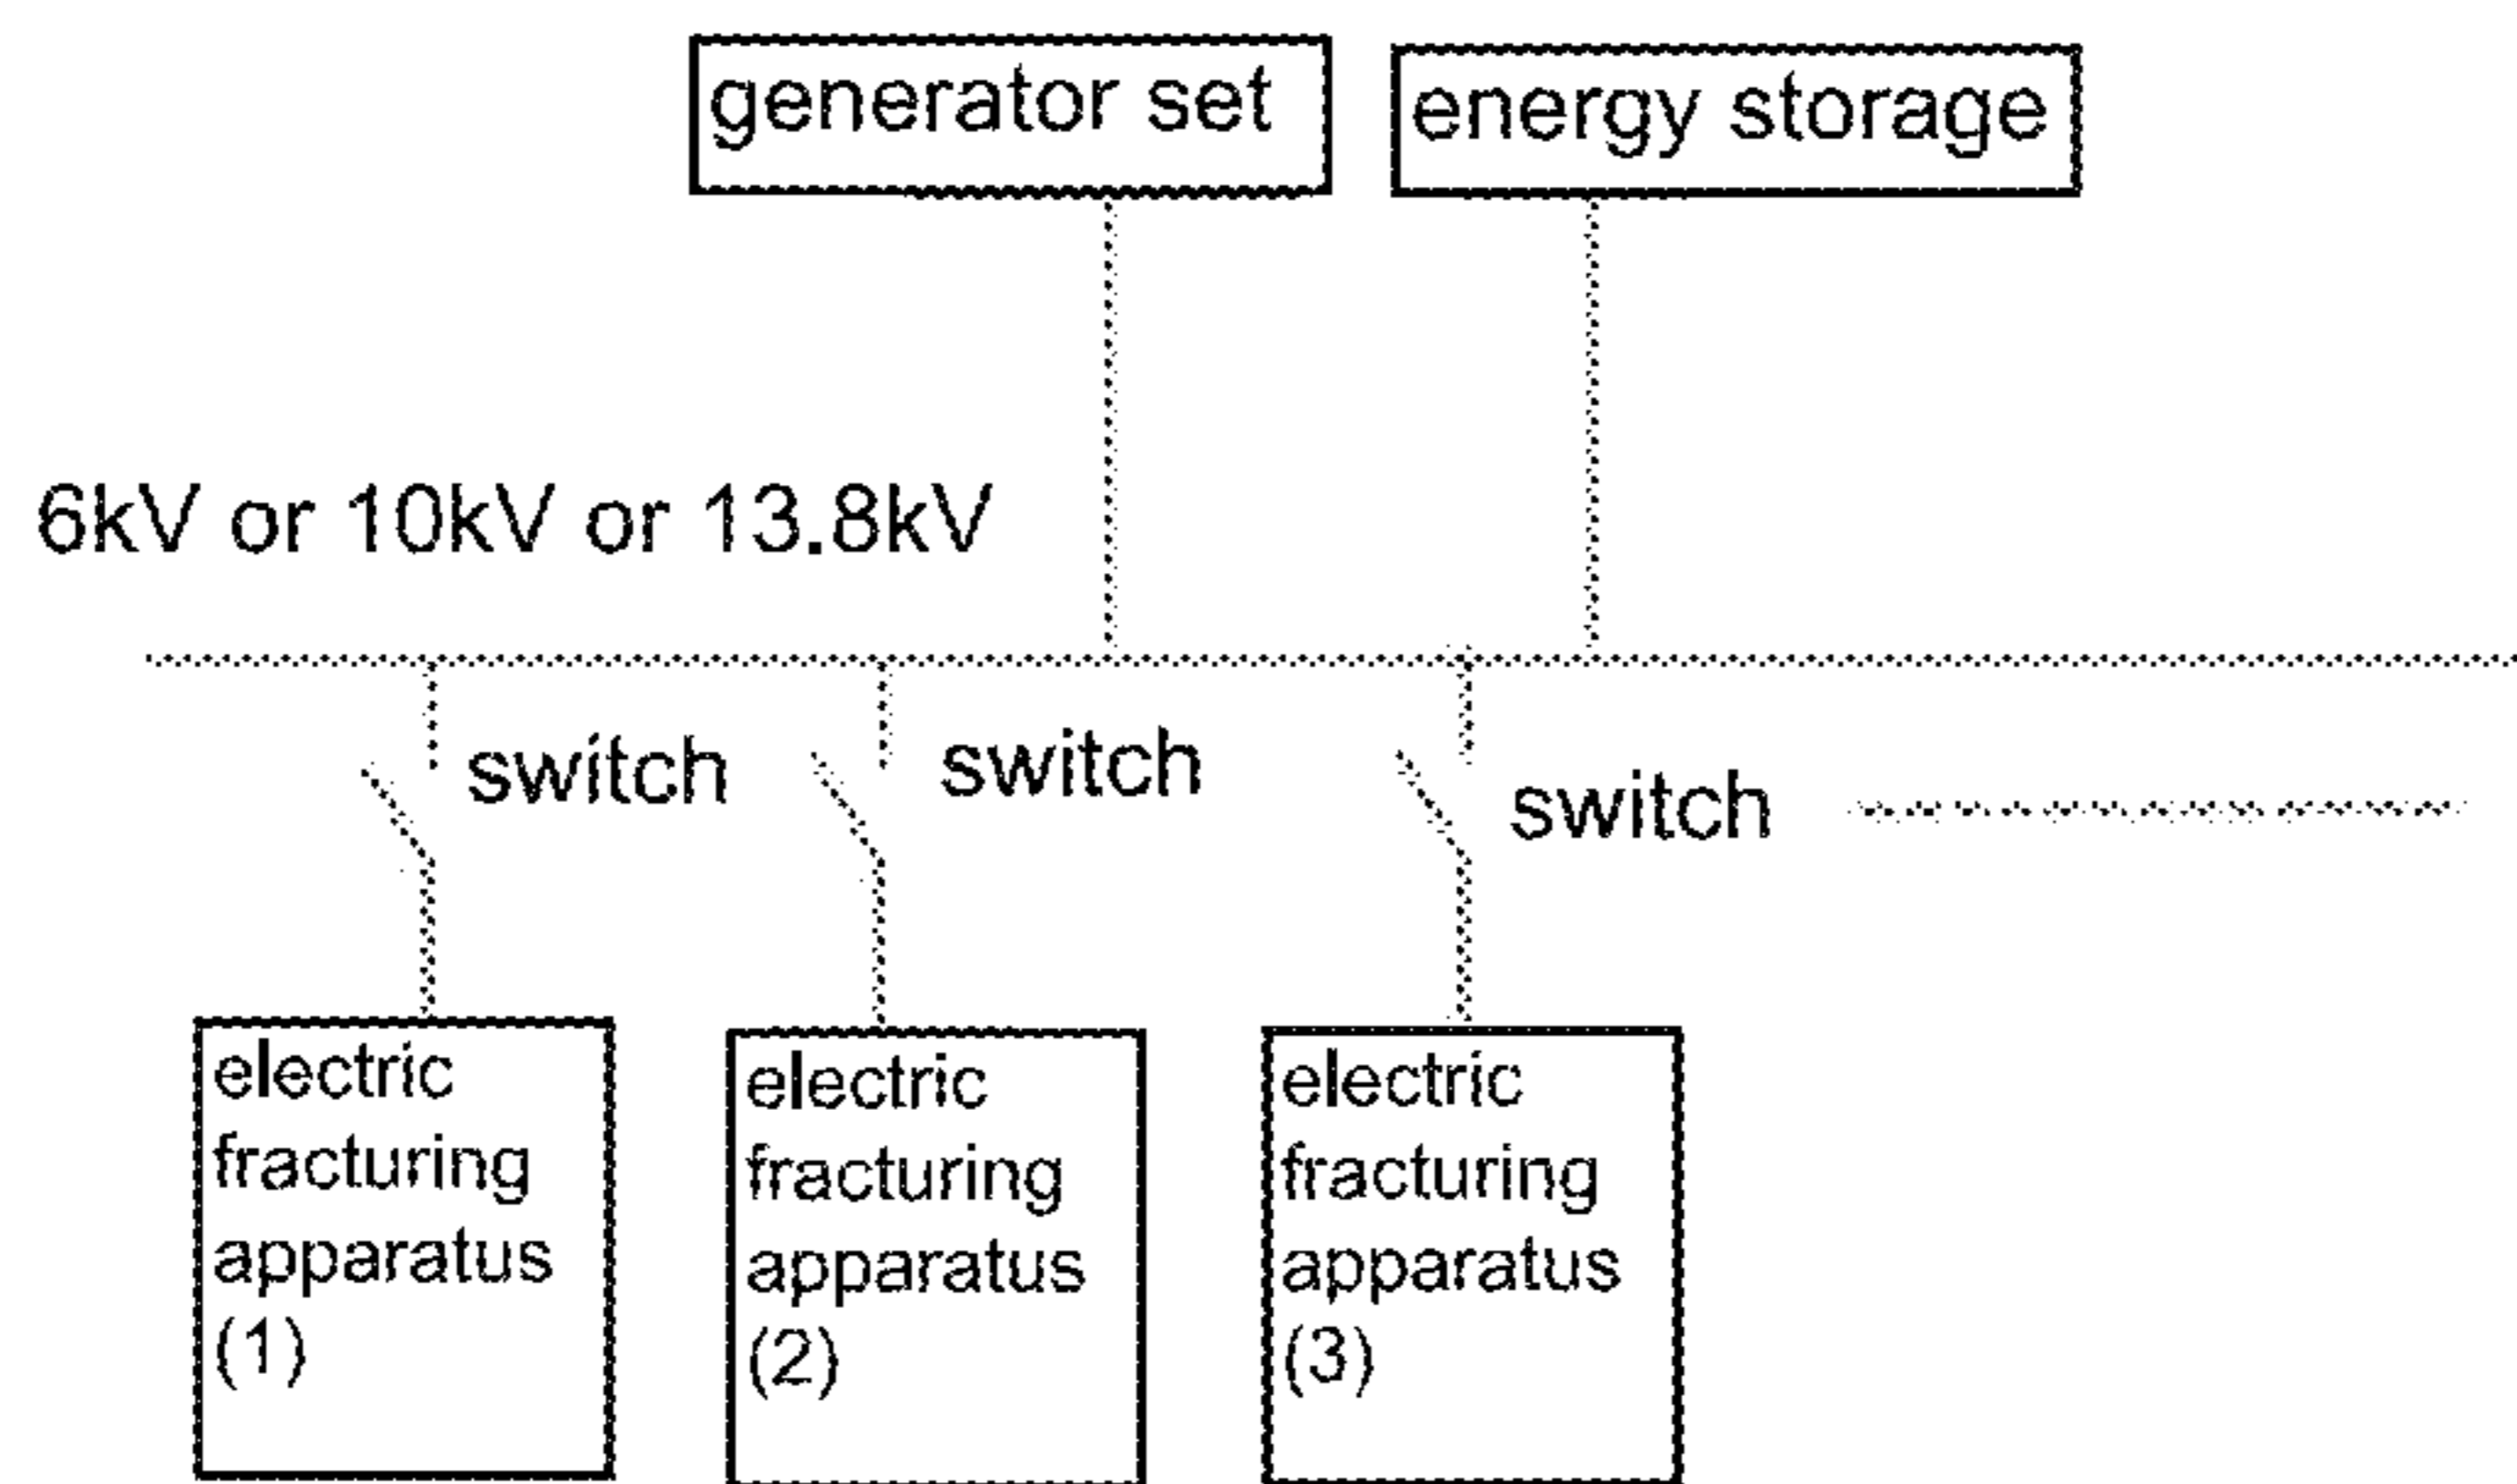 generator set
energy storage
6kV or 10kV or 13.8kV
switch
switch
switch
electric
fracturing
apparatus
(1)
electric
fracturing
apparatus
(2)
electric
fracturing
apparatus
(3)